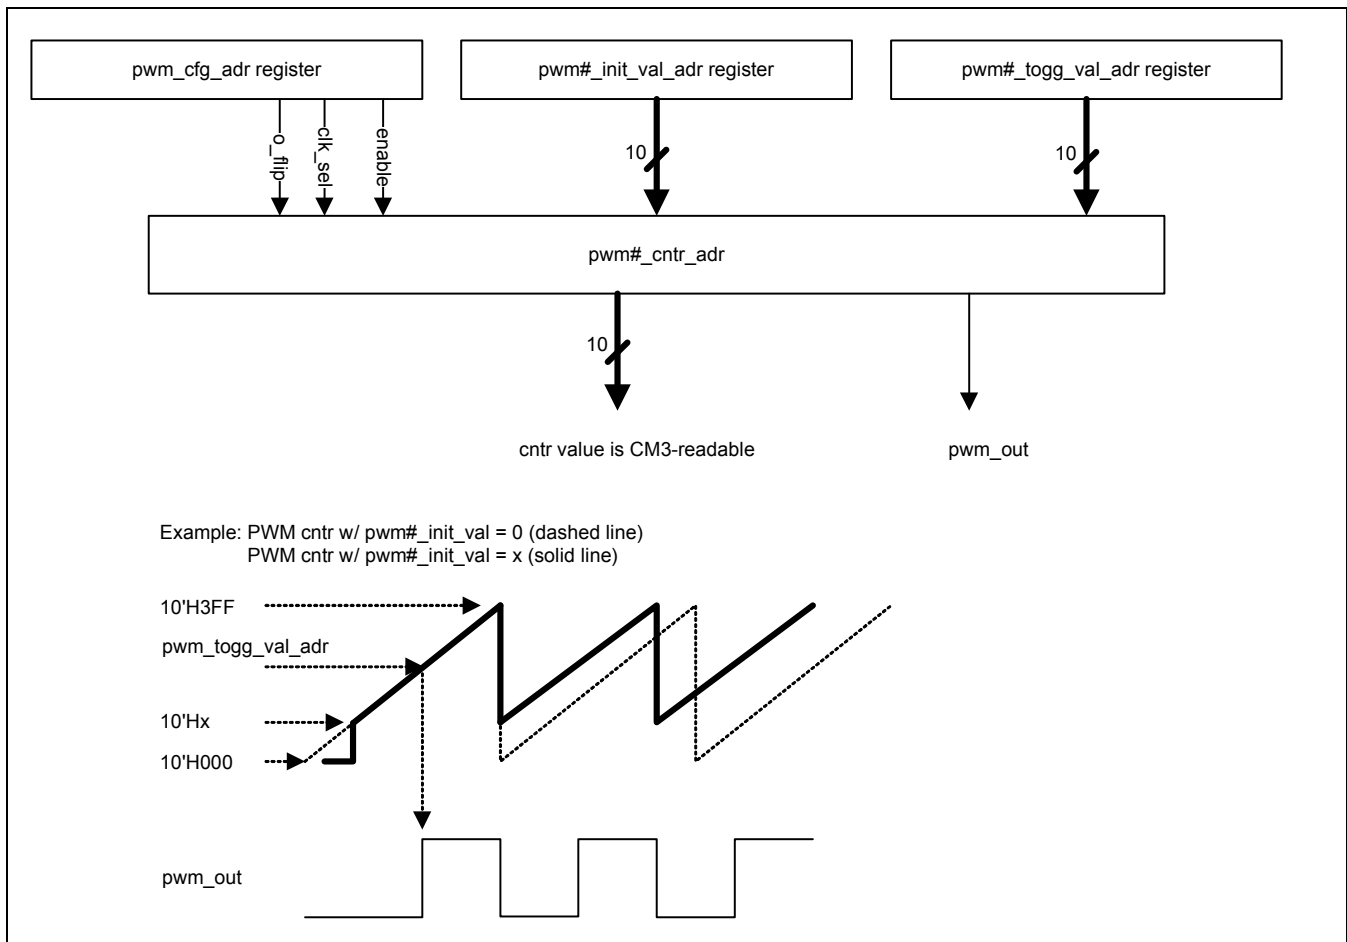 pwm_cfg_adr register
pwm#_init_val_adr register
pwm#_togg_val_adr register
o_flip
clk_sel
enable
10
10
pwm#_cntr_adr
10
cntr value is CM3-readable
pwm_out
Example: PWM cntr w/ pwm#_init_val = 0 (dashed line)
PWM cntr w/ pwm#_init_val = x (solid line)
10'H3FF
pwm_togg_val_adr
10'Hx
10'H000
pwm_out